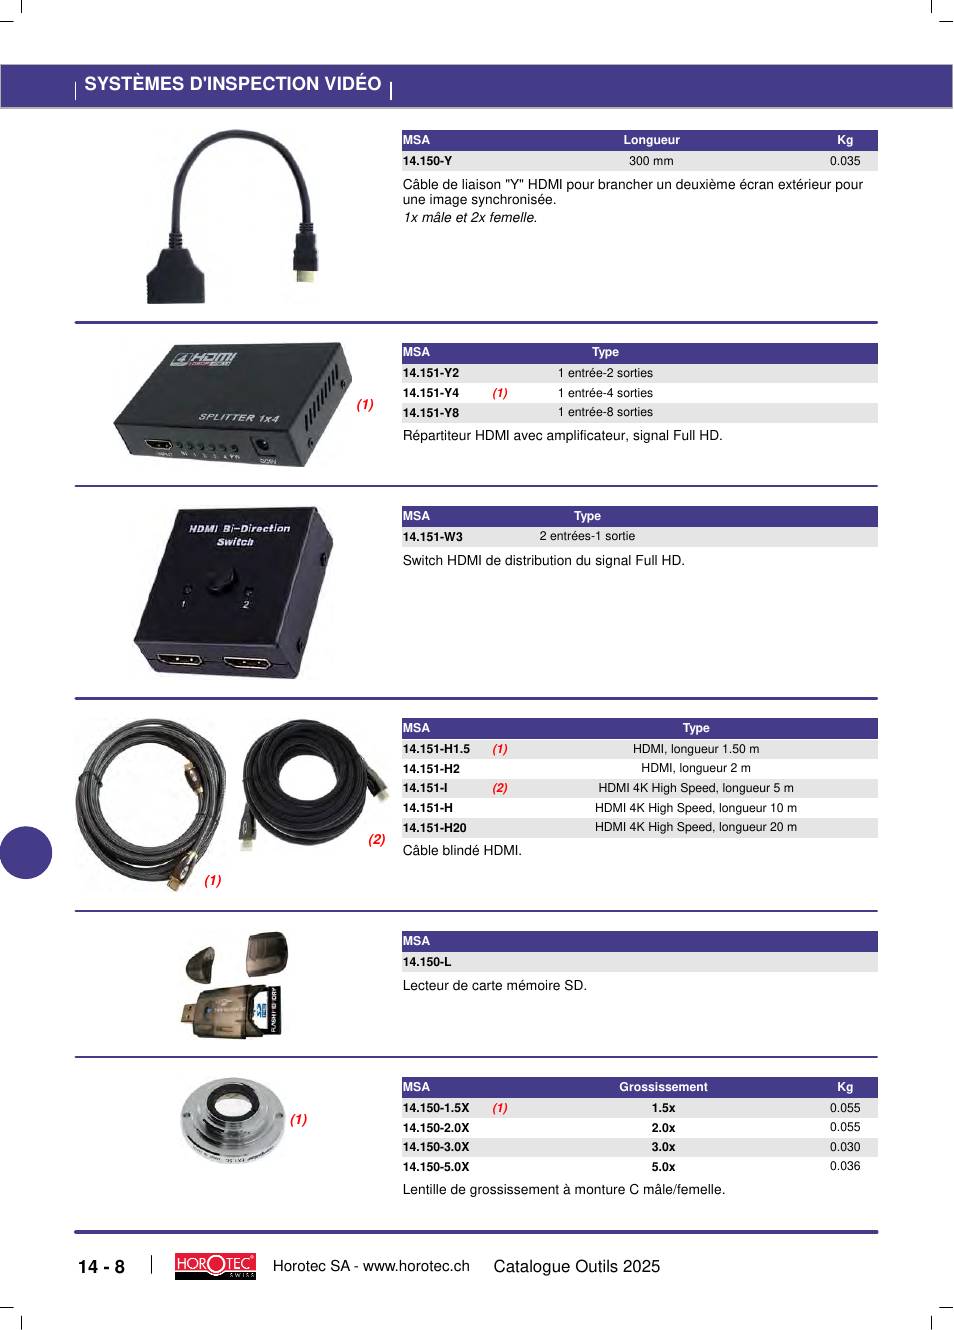 SYSTÈMES D'INSPECTION VIDÉO
MSA Longueur Kg
14.150-Y 300 mm 0.035
Câble de liaison "Y" HDMI pour brancher un deuxième écran extérieur pour
une image synchronisée.
1x mâle et 2x femelle.
4 HDMI
SPLITTER 1x4
INPUT
1 2 3 4 PW
DC5V
(1)
MSA Type
14.151-Y2 1 entrée-2 sorties
14.151-Y4 (1) 1 entrée-4 sorties
14.151-Y8 1 entrée-8 sorties
Répartiteur HDMI avec amplificateur, signal Full HD.
HDMI Bi-Direction
Switch
1 2
MSA Type
14.151-W3 2 entrées-1 sortie
Switch HDMI de distribution du signal Full HD.
(1)
(2)
MSA Type
14.151-H1.5 (1) HDMI, longueur 1.50 m
14.151-H2 HDMI, longueur 2 m
14.151-I (2) HDMI 4K High Speed, longueur 5 m
14.151-H HDMI 4K High Speed, longueur 10 m
14.151-H20 HDMI 4K High Speed, longueur 20 m
Câble blindé HDMI.
MSA
14.150-L
Lecteur de carte mémoire SD.
(1)
MSA Grossissement Kg
14.150-1.5X (1) 1.5x 0.055
14.150-2.0X 2.0x 0.055
14.150-3.0X 3.0x 0.030
14.150-5.0X 5.0x 0.036
Lentille de grossissement à monture C mâle/femelle.
14 - 8
HOROTEC®
SWISS
Horotec SA - www.horotec.ch Catalogue Outils 2025